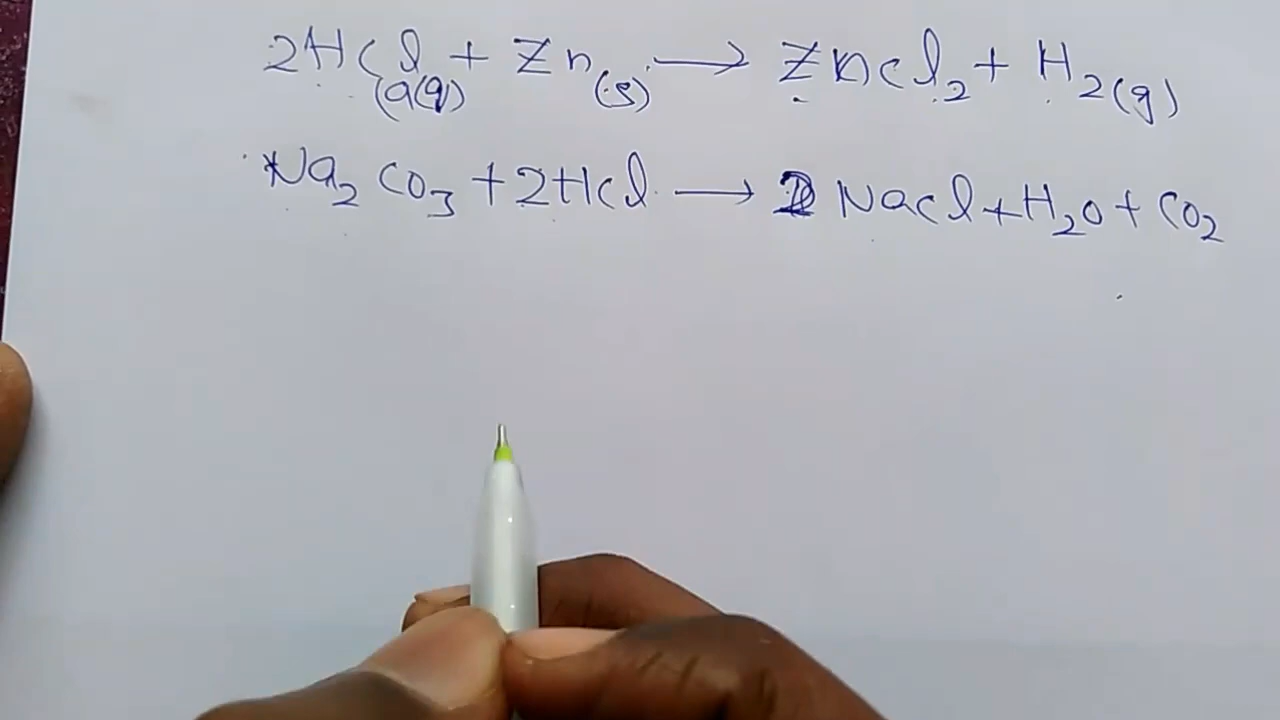 2HCl(aq) + Zn(s) → Zncl₂ + H₂(g)
Na₂CO₃ + 2Hcl → 2Nacl + H₂O + CO₂